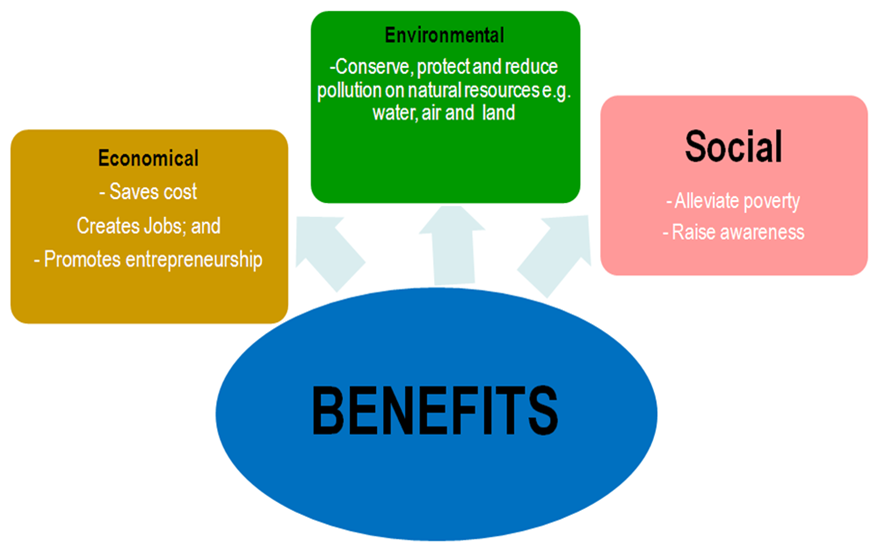 Environmental
-Conserve, protect and reduce
pollution on natural resources e.g.
water, air and land
Economical
- Saves cost
Creates Jobs; and
- Promotes entrepreneurship
Social
- Alleviate poverty
- Raise awareness
BENEFITS